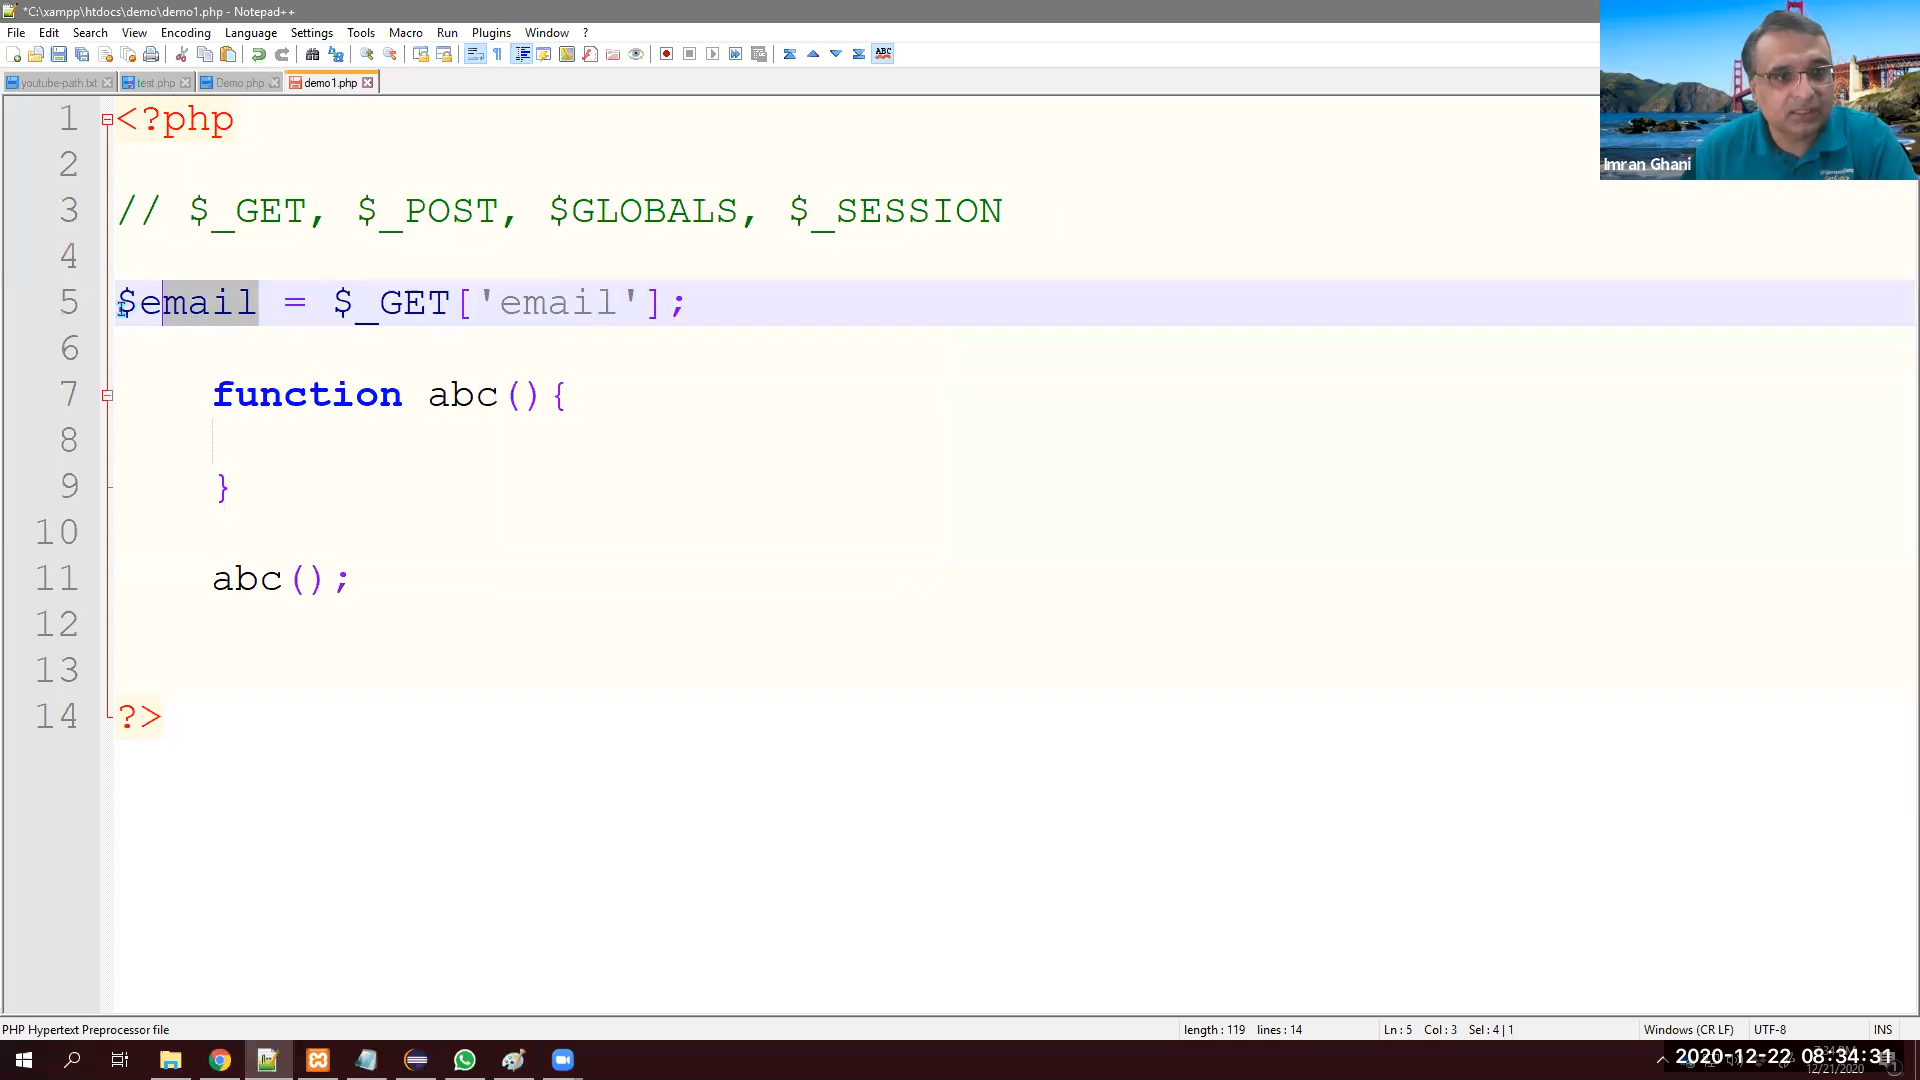 *C:\xampp\htdocs\demo\demo1.php - Notepad++
File Edit Search View Encoding Language Settings Tools Macro Run Plugins Window ?
youtube-path.txt test.php Demo.php demo1.php
Imran Ghani
1 <?php
2
3 // $_GET, $_POST, $GLOBALS, $_SESSION
4
5 $email = $_GET['email'];
6
7 function abc(){
8
9 }
10
11 abc();
12
13
14 ?>
PHP Hypertext Preprocessor file length : 119 lines : 14 Ln : 5 Col : 3 Sel : 4 | 1 Windows (CR LF) UTF-8 INS
2020-12-22 08:34:31
12/21/2020